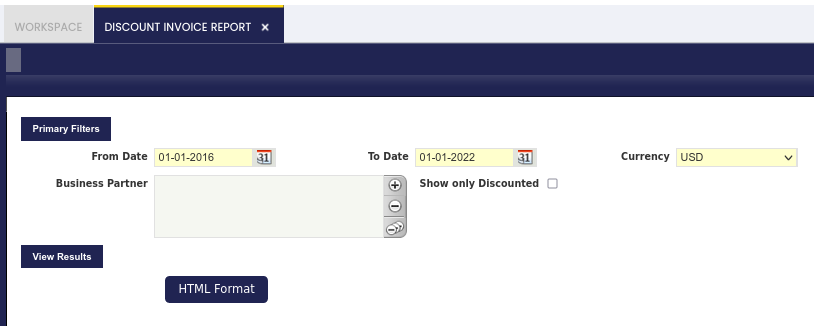 WORKSPACE DISCOUNT INVOICE REPORT ×
Primary Filters
From Date 01-01-2016 31 To Date 01-01-2022 31 Currency USD
Business Partner Show only Discounted
View Results
HTML Format